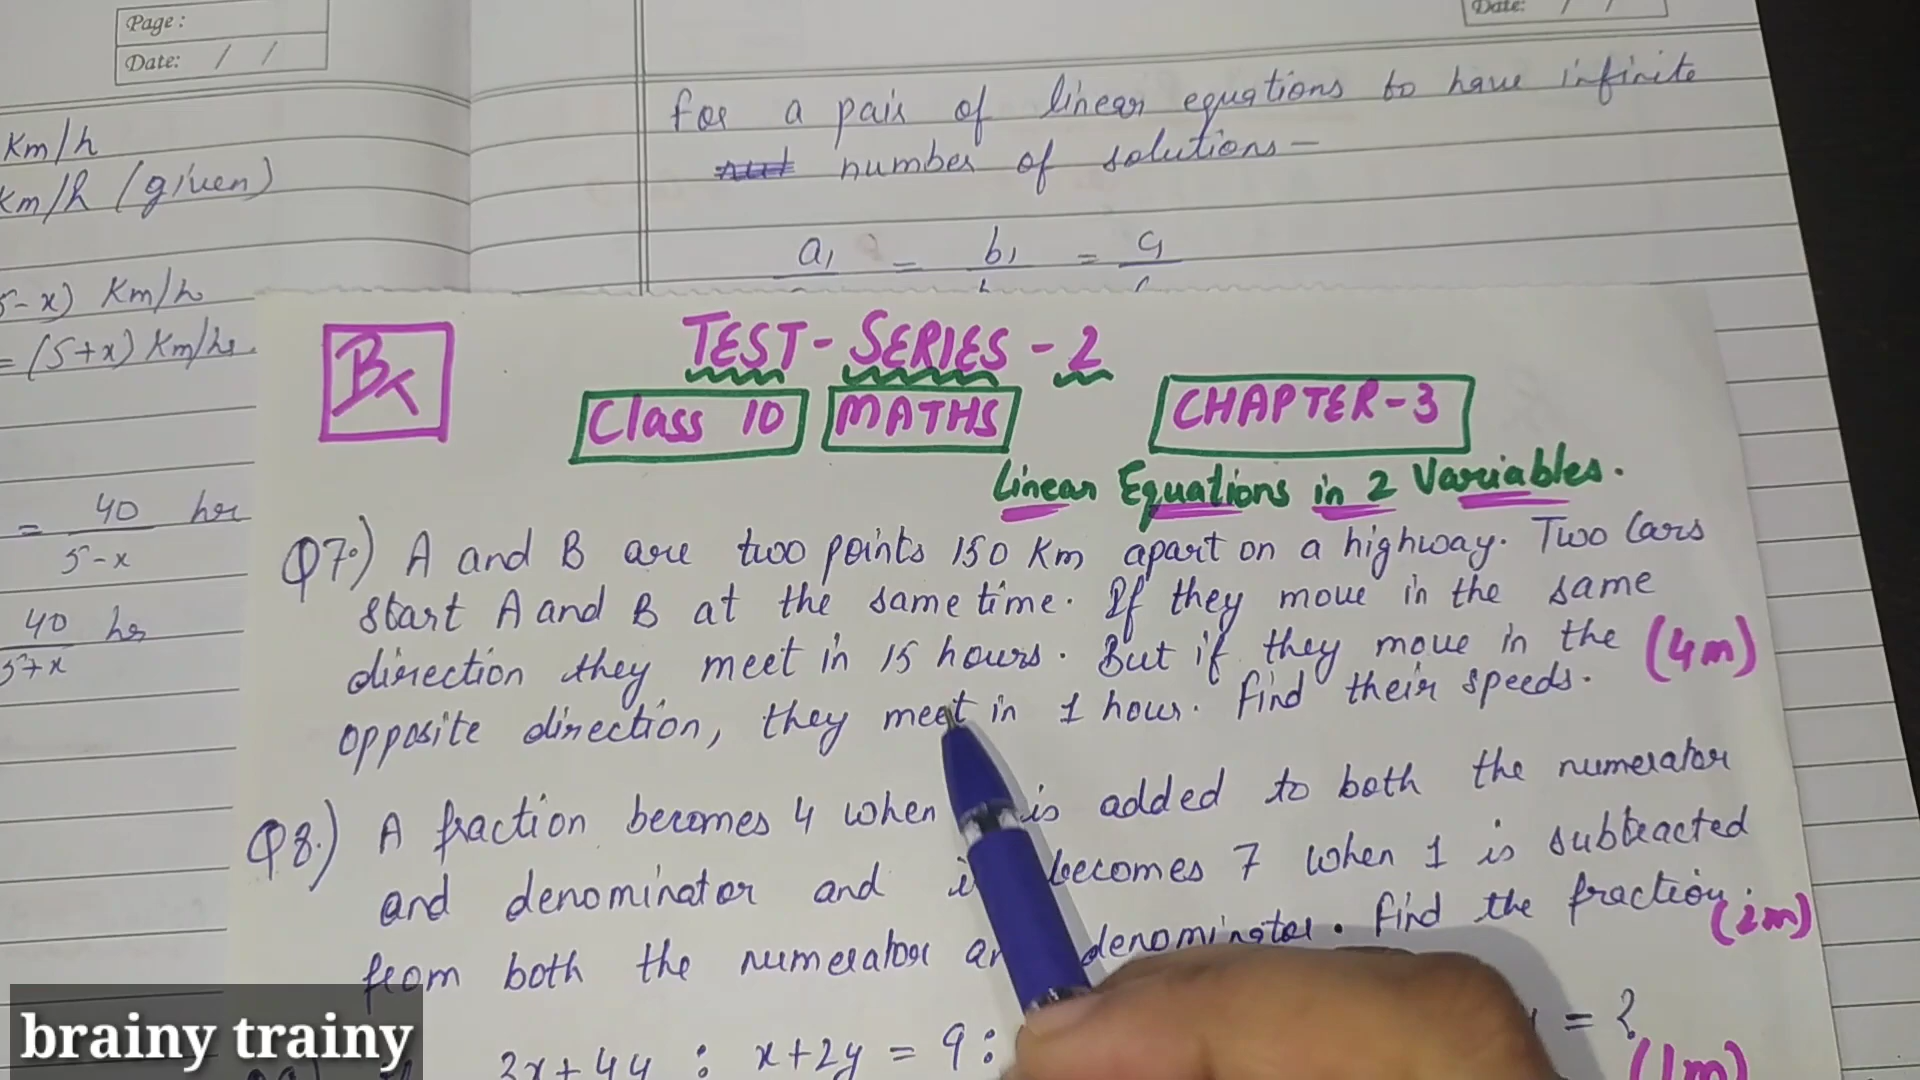 Page:
Date: / /
Date: / /
Km/h
Km/h (given)
5-x) Km/h
= (5+x) Km/hr.
= 40 hr
5-x
40 hr
5+x
For a pair of linear equations to have infinite
number of solutions-
a1 = b1 = c1
TEST-SERIES-2
Class 10 MATHS CHAPTER-3
Linear Equations in 2 Variables.
Q7.) A and B are two points 150 Km apart on a highway. Two Cars
start A and B at the same time. If they move in the same
direction they meet in 15 hours. But if they move in the (4m)
opposite direction, they meet in 1 hour. Find their speeds.
Q8.) A fraction becomes 4 when is added to both the numerator
and denominator and becomes 7 when 1 is subtracted
from both the numerator denominator. Find the fraction. (2m)
3x+4y : x+2y = 9: = ?
(1m)
brainy trainy